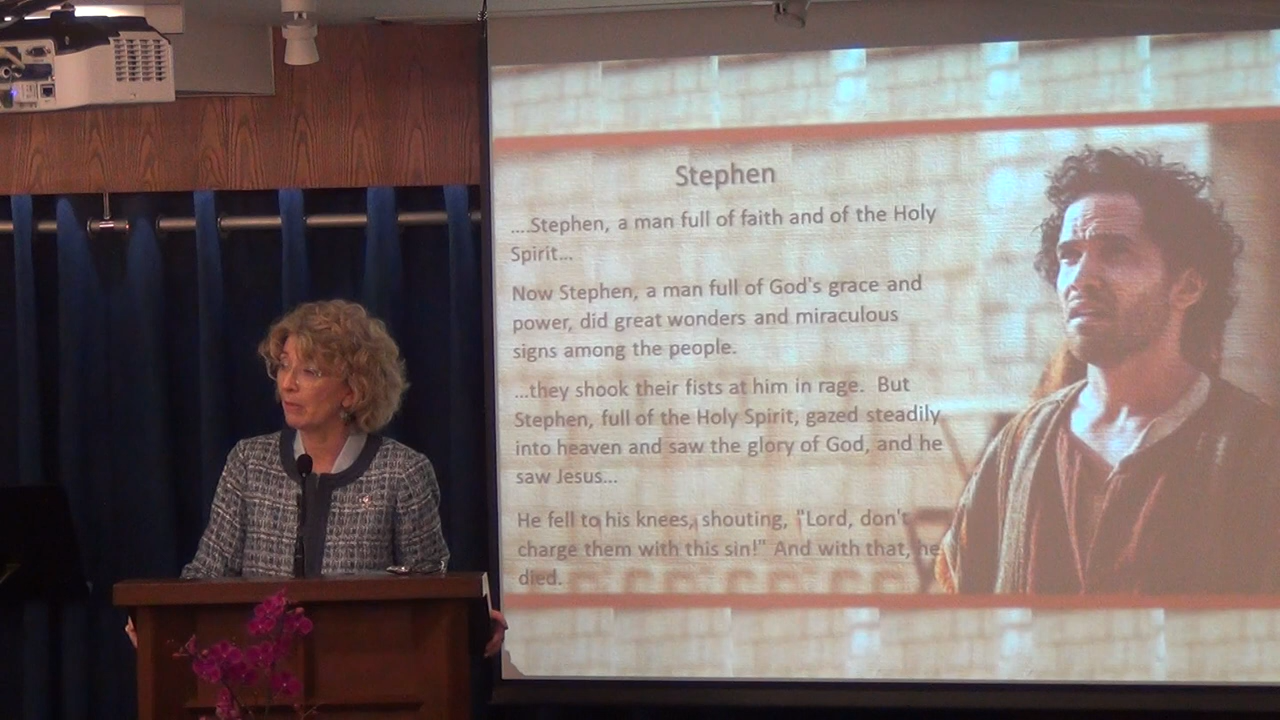 Stephen
....Stephen, a man full of faith and of the Holy
Spirit...
Now Stephen, a man full of God's grace and
power, did great wonders and miraculous
signs among the people.
...they shook their fists at him in rage.  But
Stephen, full of the Holy Spirit, gazed steadily
into heaven and saw the glory of God, and he
saw Jesus...
He fell to his knees, shouting, "Lord, don't
charge them with this sin!" And with that, he
died.